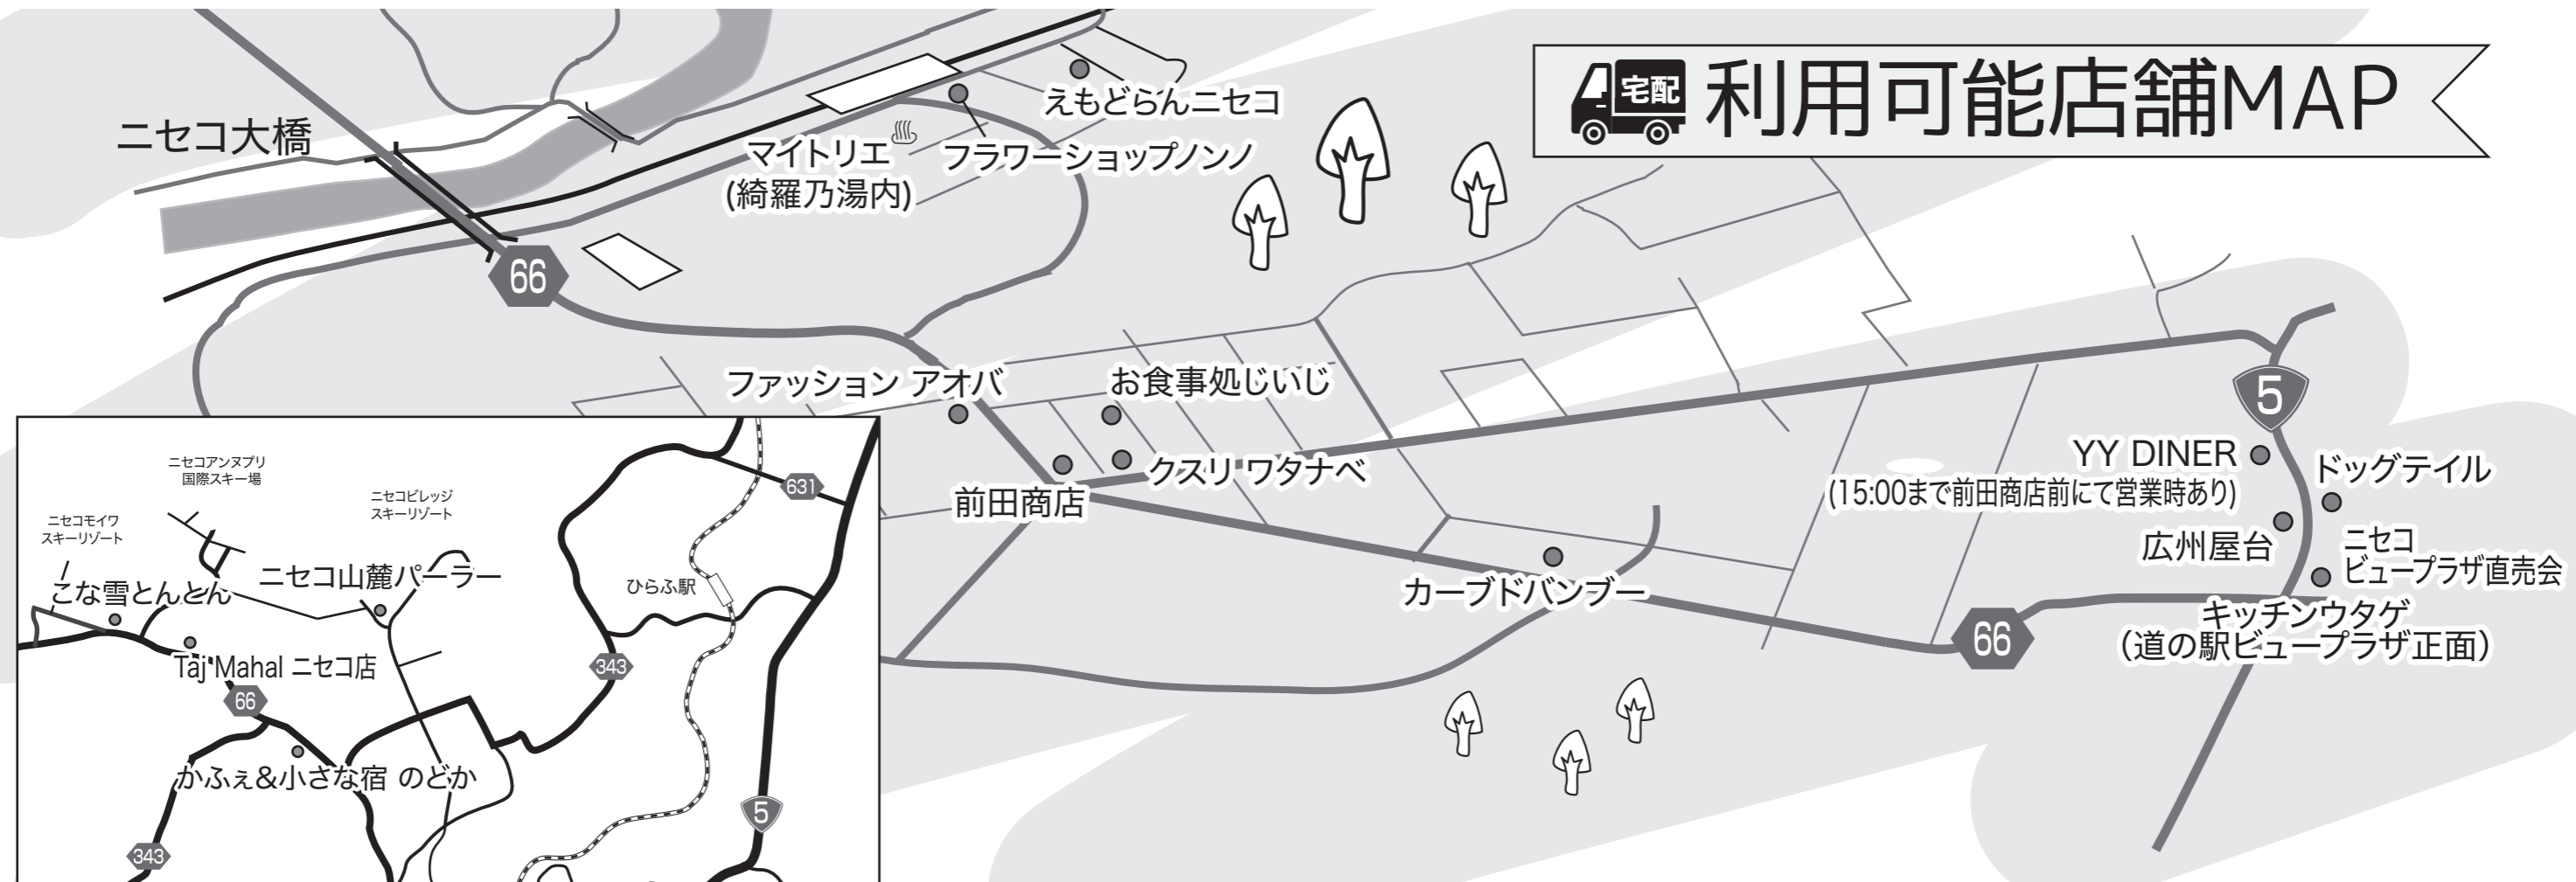 宅配
利用可能店舗MAP
えもどらんニセコ
ニセコ大橋
マイトリエ
(綺羅乃湯内)
フラワーショップノンノ
66
ファッション アオバ
お食事処じいじ
クスリ ワタナベ
前田商店
5
YY DINER
(15:00まで前田商店前にて営業時あり)
ドッグテイル
広州屋台
ニセコ
ビュープラザ直売会
カーブドバンブー
キッチンウタゲ
(道の駅ビュープラザ正面)
66
ニセコアンヌプリ
国際スキー場
ニセコビレッジ
スキーリゾート
ニセコモイワ
スキーリゾート
631
こな雪とんとん
ニセコ山麓パーラー
ひらふ駅
Taj Mahal ニセコ店
343
66
かふぇ&小さな宿 のどか
5
343